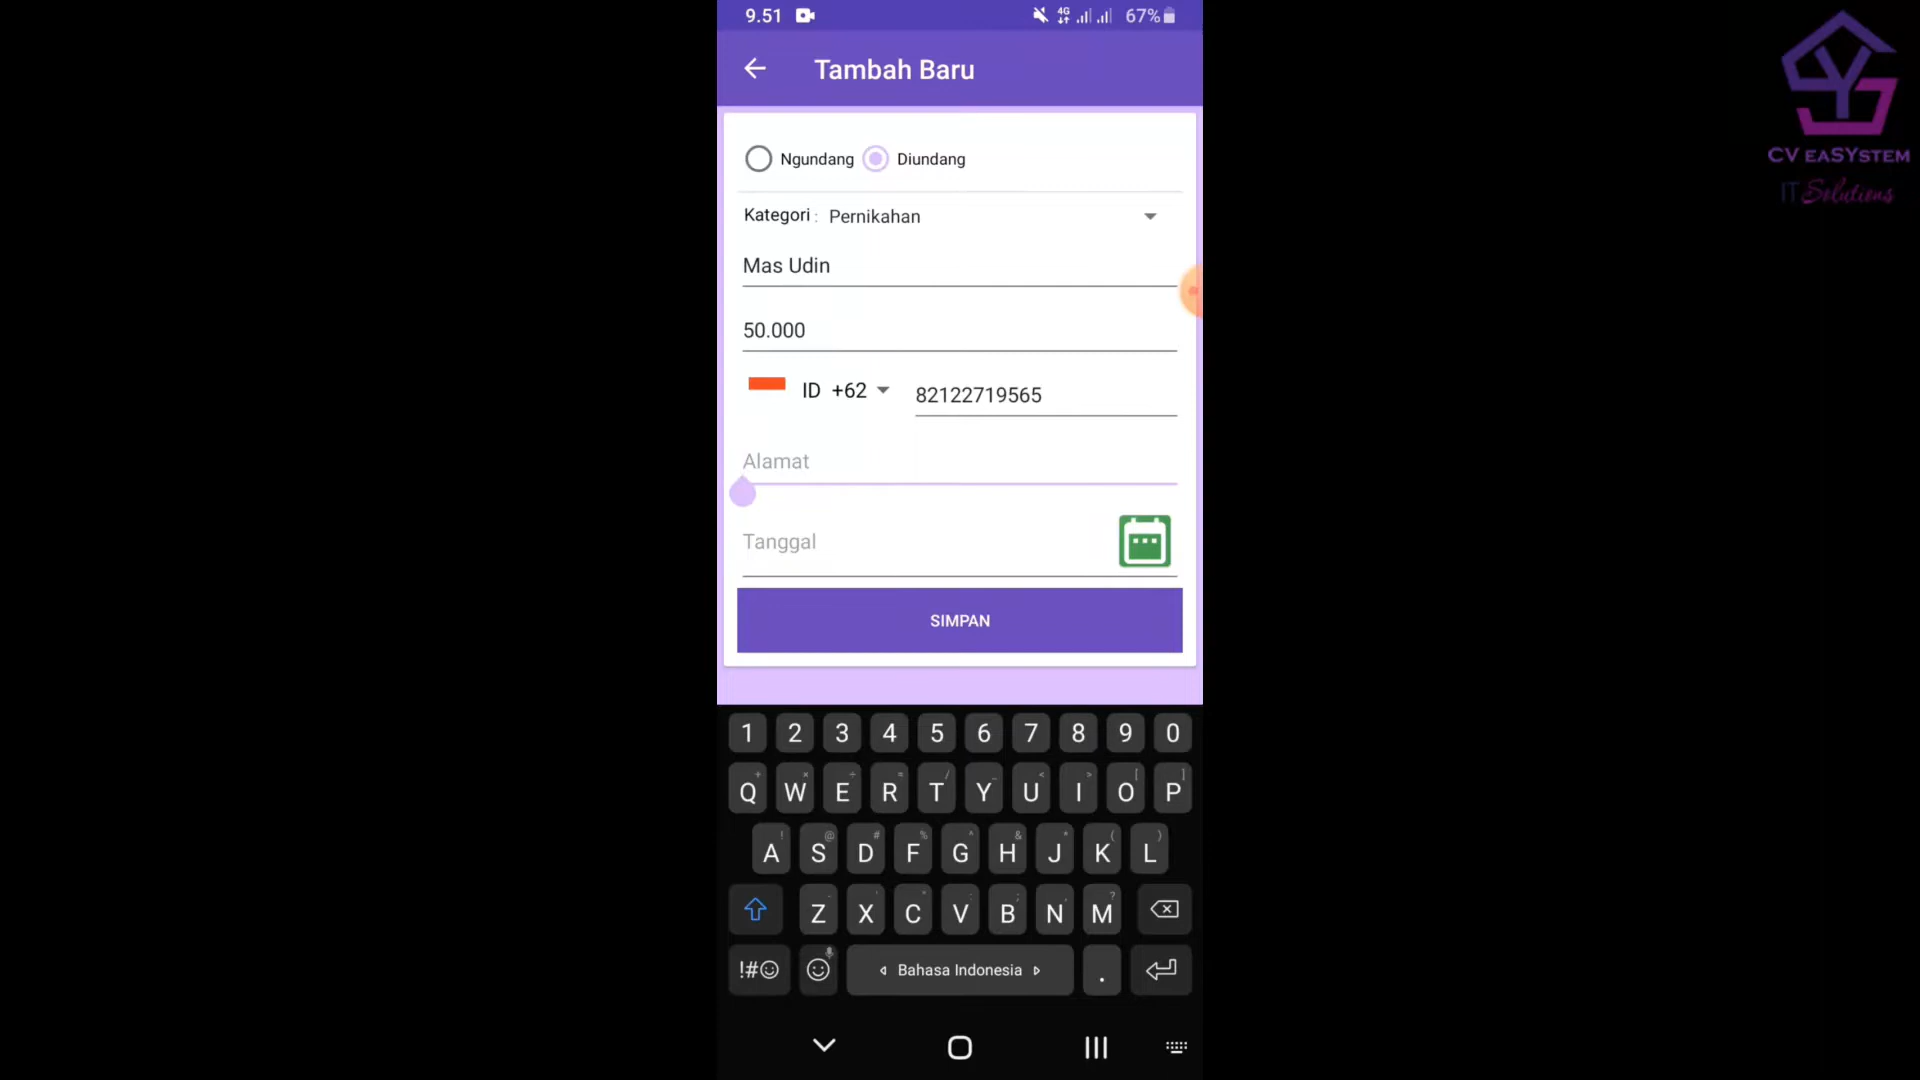 9.51
4G
67%
Tambah Baru
Ngundang
Diundang
Kategori : Pernikahan
Mas Udin
50.000
ID +62
82122719565
Alamat
Tanggal
SIMPAN
1 2 3 4 5 6 7 8 9 0
Q W E R T Y U I O P
A S D F G H J K L
Z X C V B N M
!#☺ Bahasa Indonesia .
CV eaSYstem
IT Solutions